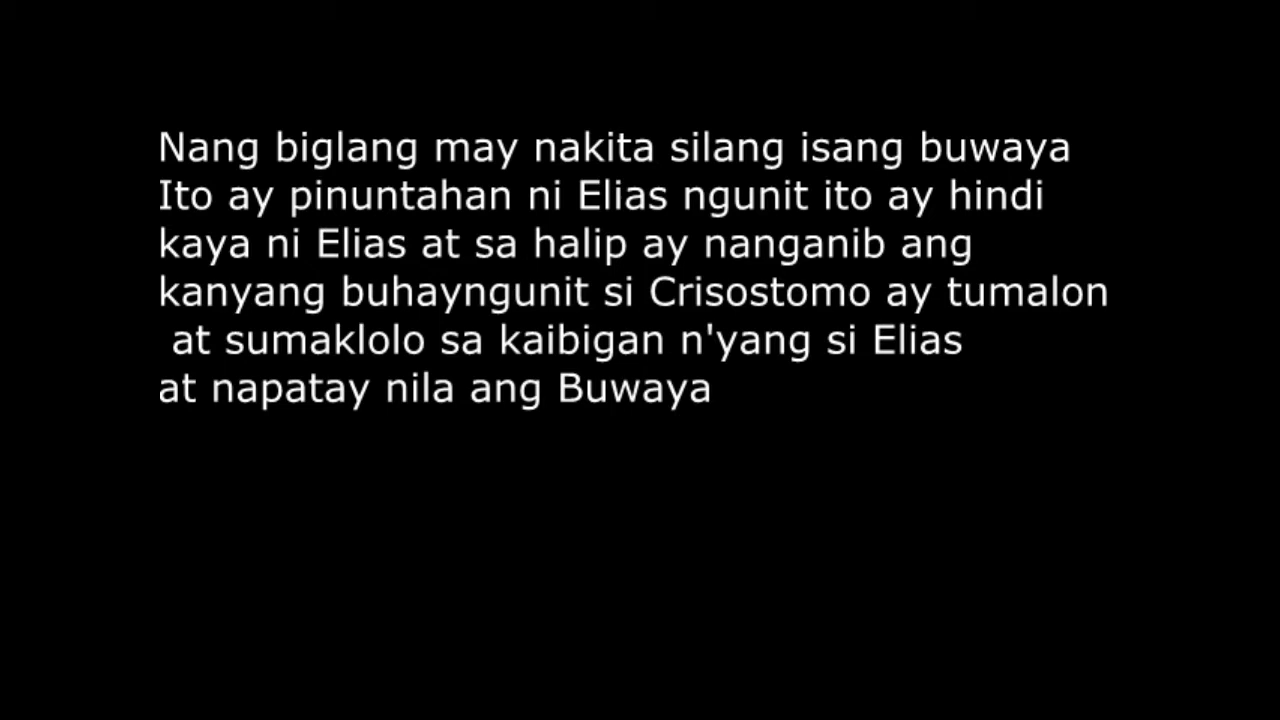 Nang biglang may nakita silang isang buwaya
Ito ay pinuntahan ni Elias ngunit ito ay hindi
kaya ni Elias at sa halip ay nanganib ang
kanyang buhayngunit si Crisostomo ay tumalon
at sumaklolo sa kaibigan n'yang si Elias
at napatay nila ang Buwaya